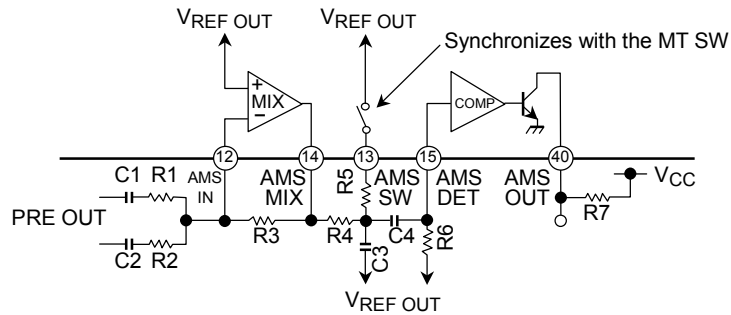 VREF OUT
VREF OUT
Synchronizes with the MT SW
+
MIX
−
COMP
12
14
13
15
40
AMS IN
AMS MIX
R5
AMS SW
AMS DET
AMS OUT
VCC
C1
R1
PRE OUT
R3
R4
C4
R6
R7
C2
R2
C3
VREF OUT